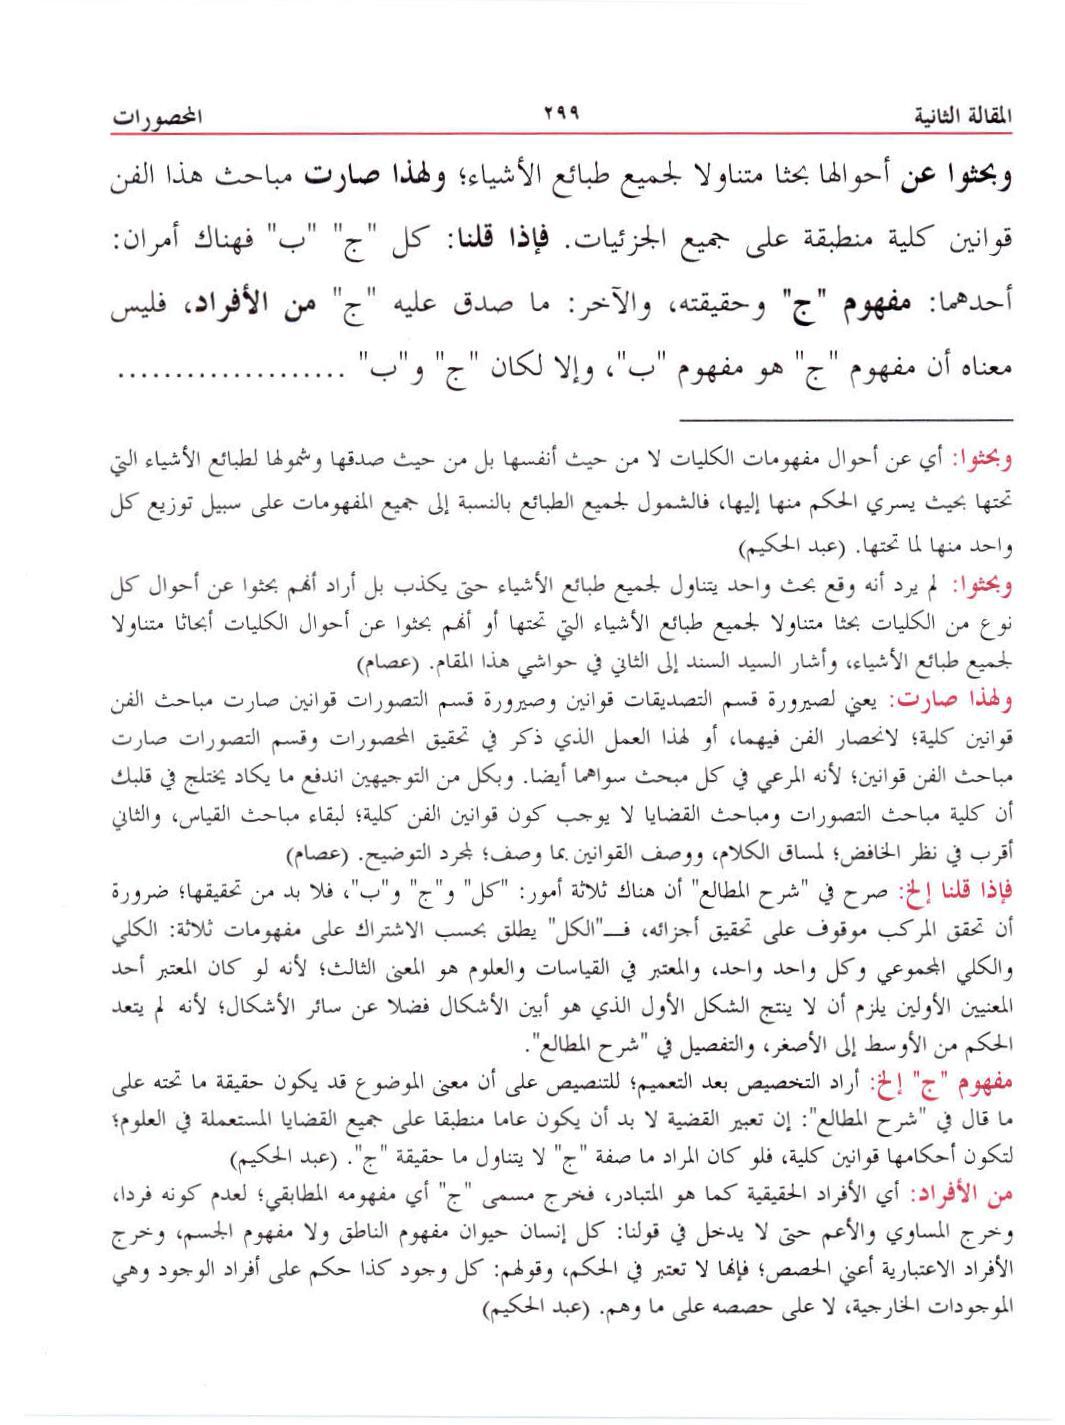 المقالة الثانية ٢٩٩ المحصورات
وبحثوا عن أحوالها بحثا متناولا لجميع طبائع الأشياء؛ ولهذا صارت مباحث هذا الفن
قوانين كلية منطبقة على جميع الجزئيات. فإذا قلنا: كل "ج" "ب" فهناك أمران:
أحدهما: مفهوم "ج" وحقيقته، والآخر: ما صدق عليه "ج" من الأفراد، فليس
معناه أن مفهوم "ج" هو مفهوم "ب"، وإلا لكان "ج" و"ب" ....................
وبحثوا: أي عن أحوال مفهومات الكليات لا من حيث أنفسها بل من حيث صدقها وشمولها لطبائع الأشياء التي
تحتها بحيث يسري الحكم منها إليها، فالشمول لجميع الطبائع بالنسبة إلى جميع المفهومات على سبيل توزيع كل
واحد منها لما تحتها. (عبد الحكيم)
وبحثوا: لم يرد أنه وقع بحث واحد يتناول لجميع طبائع الأشياء حتى يكذب بل أراد أنهم بحثوا عن أحوال كل
نوع من الكليات بحثا متناولا لجميع طبائع الأشياء التي تحتها أو أنهم بحثوا عن أحوال الكليات أبحاثا متناولا
لجميع طبائع الأشياء، وأشار السيد السند إلى الثاني في حواشي هذا المقام. (عصام)
ولهذا صارت: يعني لصيرورة قسم التصديقات قوانين وصيرورة قسم التصورات قوانين صارت مباحث الفن
قوانين كلية؛ لانحصار الفن فيهما، أو لهذا العمل الذي ذكر في تحقيق المحصورات وقسم التصورات صارت
مباحث الفن قوانين؛ لأنه المرعي في كل مبحث سواهما أيضا. وبكل من التوجيهين اندفع ما يكاد يختلج في قلبك
أن كلية مباحث التصورات ومباحث القضايا لا يوجب كون قوانين الفن كلية؛ لبقاء مباحث القياس، والثاني
أقرب في نظر الخافض؛ لمساق الكلام، ووصف القوانين بما وصف؛ لمجرد التوضيح. (عصام)
فإذا قلنا إلخ: صرح في "شرح المطالع" أن هناك ثلاثة أمور: "كل" و"ج" و"ب"، فلا بد من تحقيقها؛ ضرورة
أن تحقق المركب موقوف على تحقيق أجزائه، فـ"الكل" يطلق بحسب الاشتراك على مفهومات ثلاثة: الكلي
والكلي المجموعي وكل واحد واحد، والمعتبر في القياسات والعلوم هو المعنى الثالث؛ لأنه لو كان المعتبر أحد
المعنيين الأولين يلزم أن لا ينتج الشكل الأول الذي هو أبين الأشكال فضلا عن سائر الأشكال؛ لأنه لم يتعد
الحكم من الأوسط إلى الأصغر، والتفصيل في "شرح المطالع".
مفهوم "ج" إلخ: أراد التخصيص بعد التعميم؛ للتنصيص على أن معنى الموضوع قد يكون حقيقة ما تحته على
ما قال في "شرح المطالع": إن تعبير القضية لا بد أن يكون عاما منطبقا على جميع القضايا المستعملة في العلوم؛
لتكون أحكامها قوانين كلية، فلو كان المراد ما صفة "ج" لا يتناول ما حقيقة "ج". (عبد الحكيم)
من الأفراد: أي الأفراد الحقيقية كما هو المتبادر، فخرج مسمى "ج" أي مفهومه المطابقي؛ لعدم كونه فردا،
وخرج المساوي والأعم حتى لا يدخل في قولنا: كل إنسان حيوان مفهوم الناطق ولا مفهوم الجسم، وخرج
الأفراد الاعتبارية أعني الحصص؛ فإنها لا تعتبر في الحكم، وقولهم: كل وجود كذا حكم على أفراد الوجود وهي
الموجودات الخارجية، لا على حصصه على ما وهم. (عبد الحكيم)